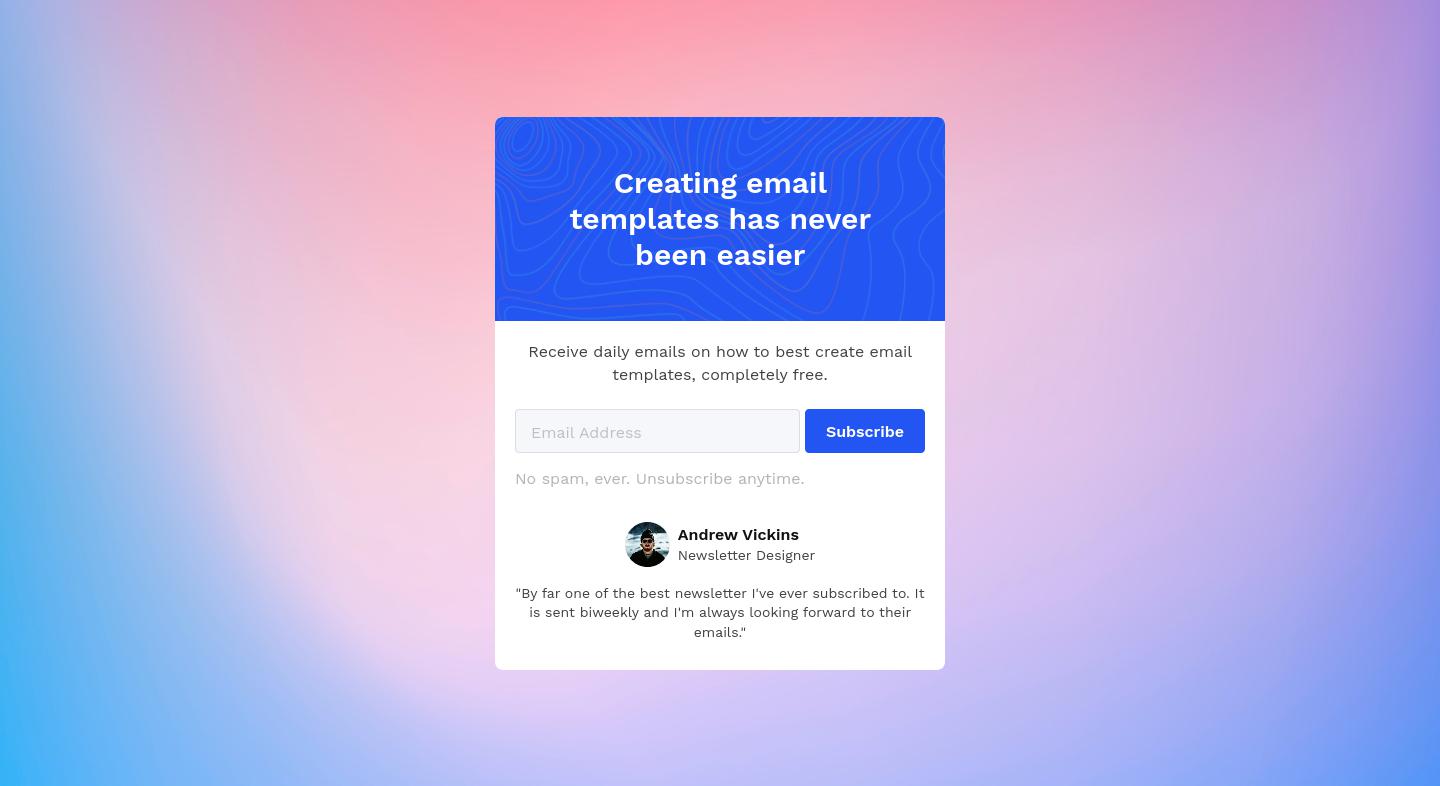 Creating email
templates has never
been easier
Receive daily emails on how to best create email
templates, completely free.
Email Address
Subscribe
No spam, ever. Unsubscribe anytime.
Andrew Vickins
Newsletter Designer
"By far one of the best newsletter I've ever subscribed to. It
is sent biweekly and I'm always looking forward to their
emails."